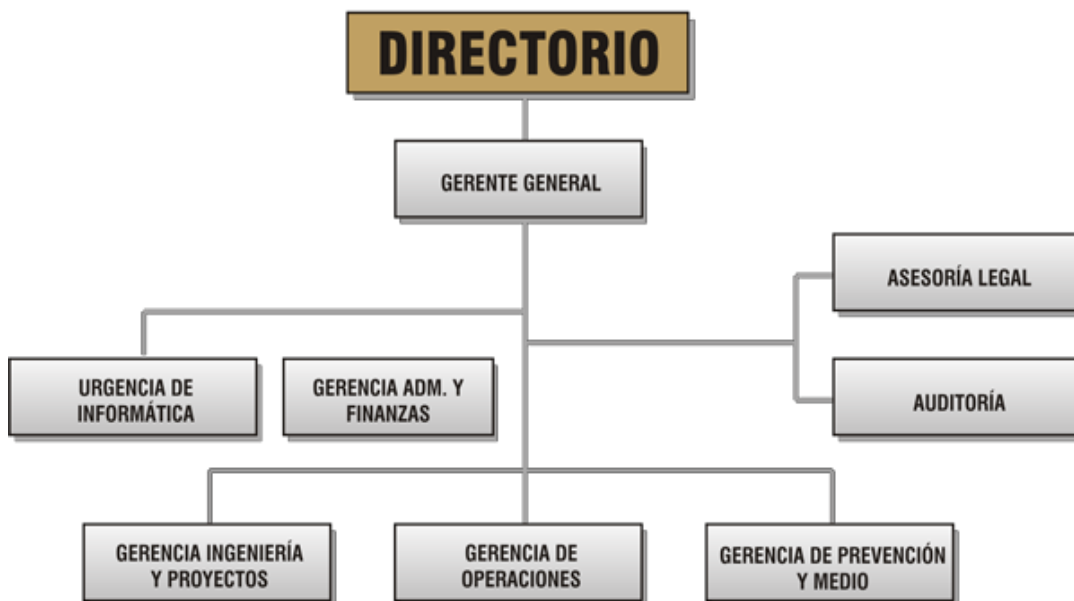 DIRECTORIO
GERENTE GENERAL
ASESORÍA LEGAL
URGENCIA DE
INFORMÁTICA
GERENCIA ADM. Y
FINANZAS
AUDITORÍA
GERENCIA INGENIERÍA
Y PROYECTOS
GERENCIA DE
OPERACIONES
GERENCIA DE PREVENCIÓN
Y MEDIO